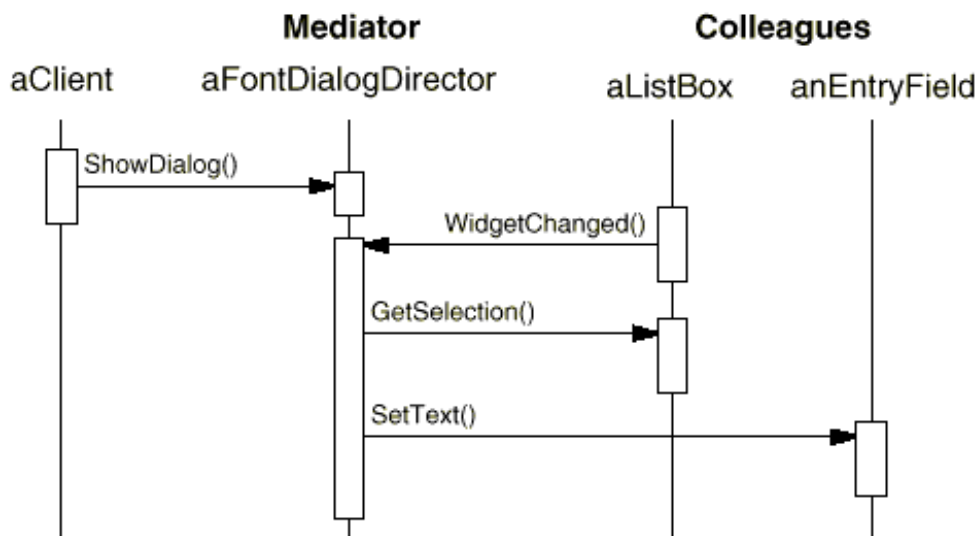 Mediator Colleagues
aClient aFontDialogDirector aListBox anEntryField
ShowDialog()
WidgetChanged()
GetSelection()
SetText()